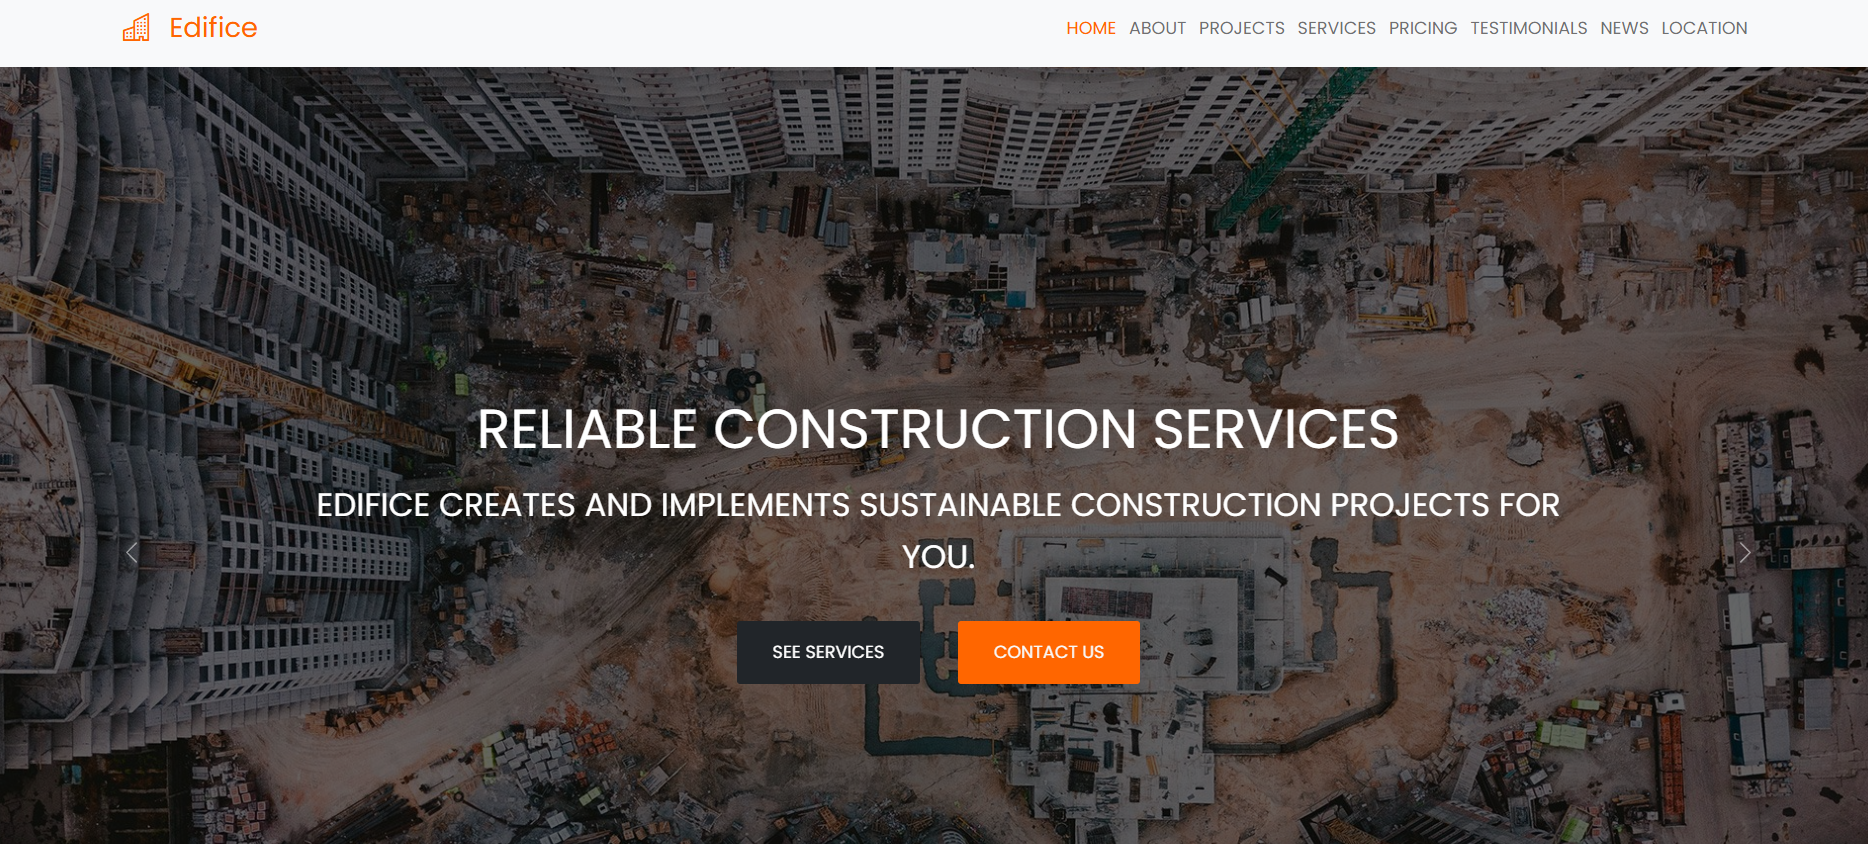 Edifice
HOME ABOUT PROJECTS SERVICES PRICING TESTIMONIALS NEWS LOCATION
RELIABLE CONSTRUCTION SERVICES
EDIFICE CREATES AND IMPLEMENTS SUSTAINABLE CONSTRUCTION PROJECTS FOR
YOU.
SEE SERVICES CONTACT US